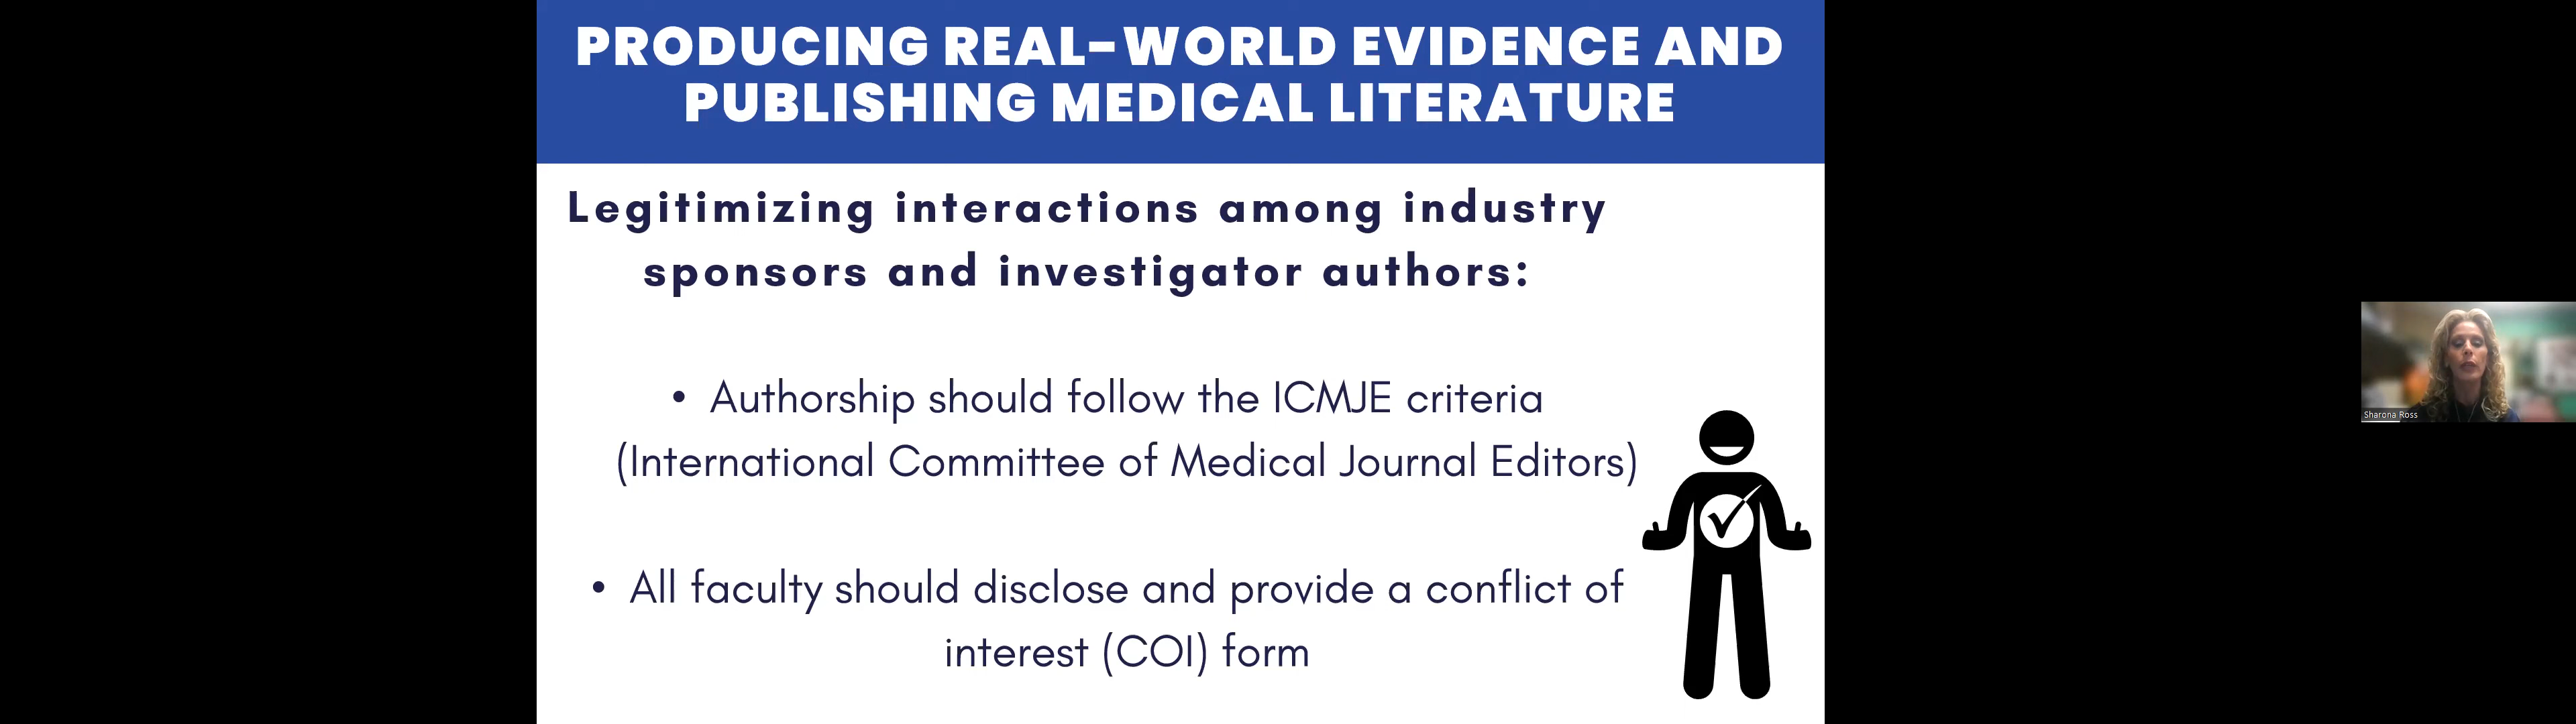 PRODUCING REAL-WORLD EVIDENCE AND
PUBLISHING MEDICAL LITERATURE
Legitimizing interactions among industry
sponsors and investigator authors:
• Authorship should follow the ICMJE criteria
(International Committee of Medical Journal Editors)
• All faculty should disclose and provide a conflict of
interest (COI) form
Sharona Ross